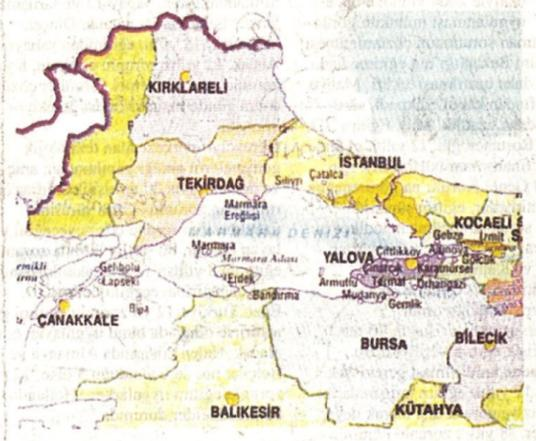 KIRKLARELİ
İSTANBUL
Çatalca
Silivri
TEKİRDAĞ
Marmara
Ereğlisi
KOCAELİ
MARMARA DENİZİ
Gebze
İzmit
Marmara
YALOVA
Çiftlikköy
Altınova
Gölcük
Marmara Adası
Gelibolu
Çınarcık
Karamürsel
Lapseki
Erdek
Armutlu
Termal
Orhangazi
Bandırma
Mudanya
Gemlik
Biga
ÇANAKKALE
BURSA
BİLECİK
BALIKESİR
KÜTAHYA